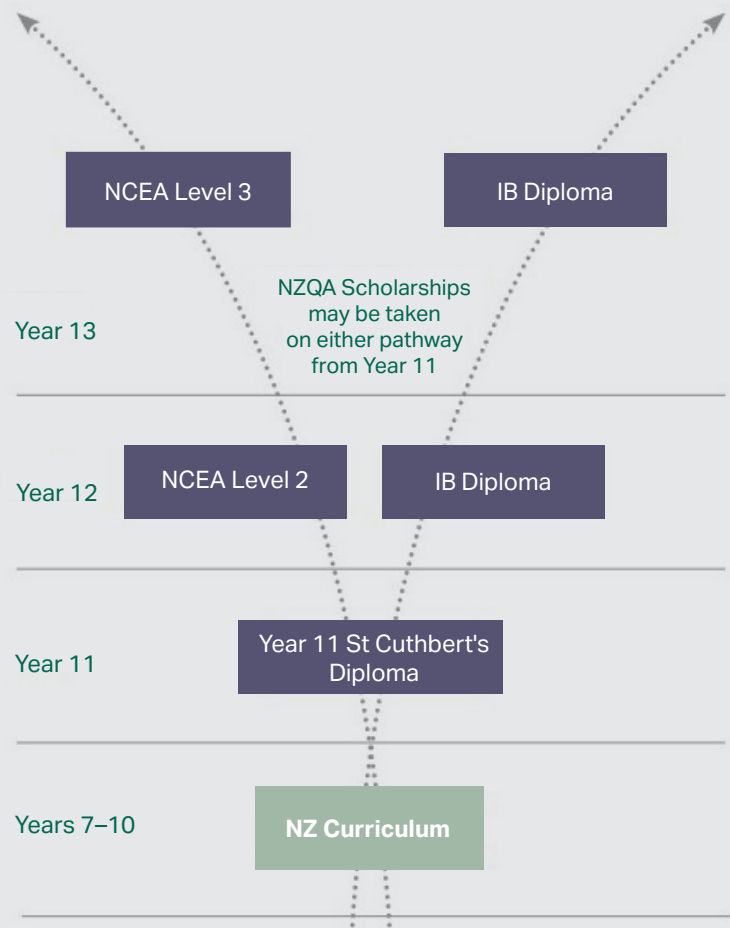 NCEA Level 3
IB Diploma
NZQA Scholarships
may be taken
on either pathway
from Year 11
Year 13
Year 12
NCEA Level 2
IB Diploma
Year 11
Year 11 St Cuthbert's
Diploma
Years 7–10
NZ Curriculum